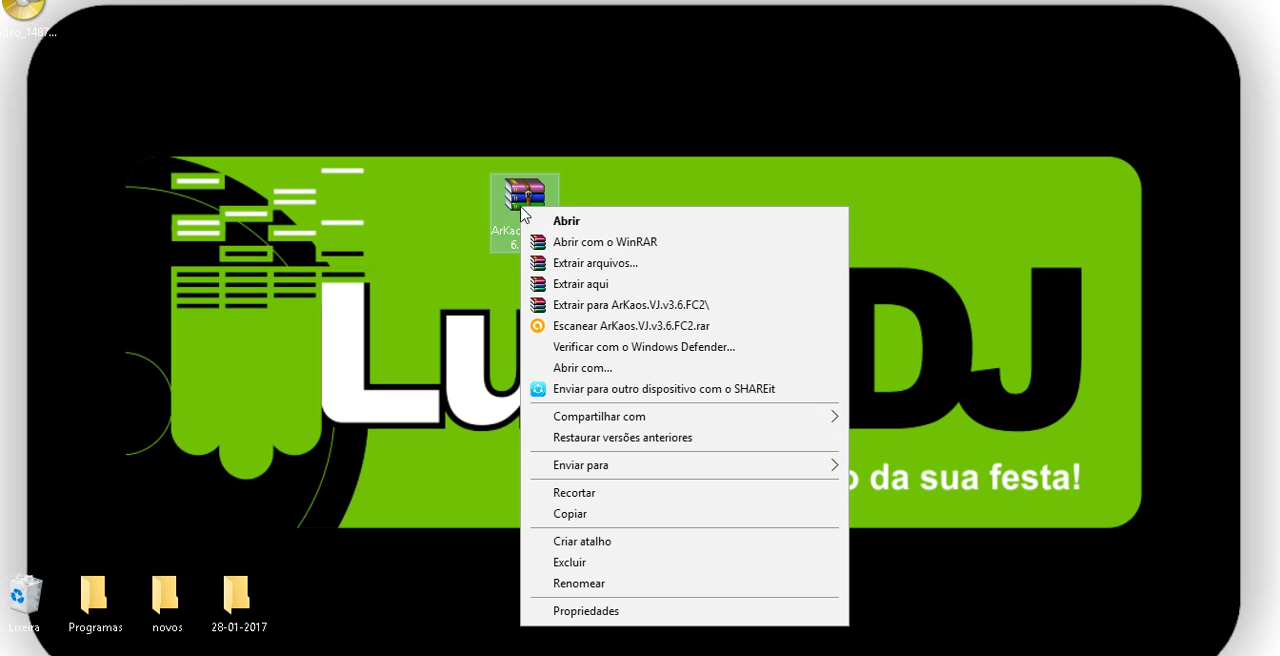 ArKao
6.
Abrir
Abrir com o WinRAR
Extrair arquivos...
Extrair aqui
Extrair para ArKaos.VJ.v3.6.FC2\
Escanear ArKaos.VJ.v3.6.FC2.rar
Verificar com o Windows Defender...
Abrir com...
Enviar para outro dispositivo com o SHAREit
Compartilhar com
Restaurar versões anteriores
Enviar para
Recortar
Copiar
Criar atalho
Excluir
Renomear
Propriedades
Lu DJ
o da sua festa!
Lixeira
Programas
novos
28-01-2017